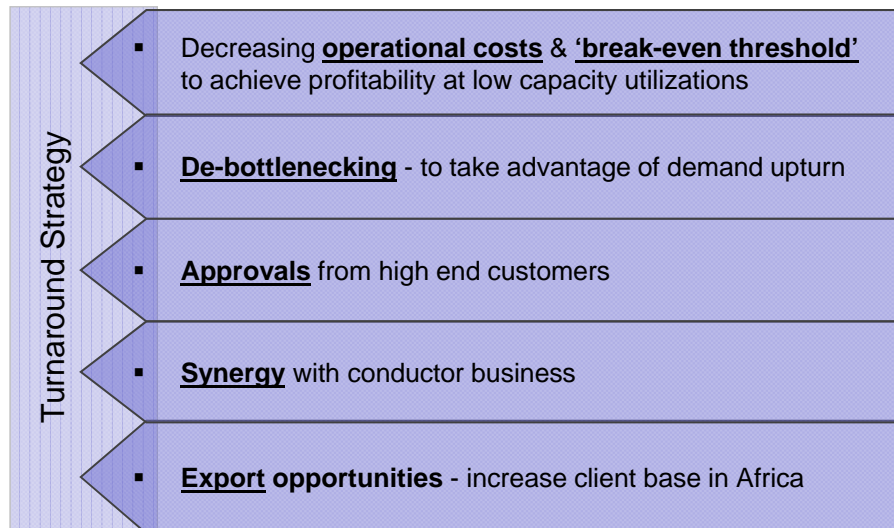 Turnaround Strategy
▪ Decreasing operational costs & ‘break-even threshold’
to achieve profitability at low capacity utilizations
▪ De-bottlenecking - to take advantage of demand upturn
▪ Approvals from high end customers
▪ Synergy with conductor business
▪ Export opportunities - increase client base in Africa